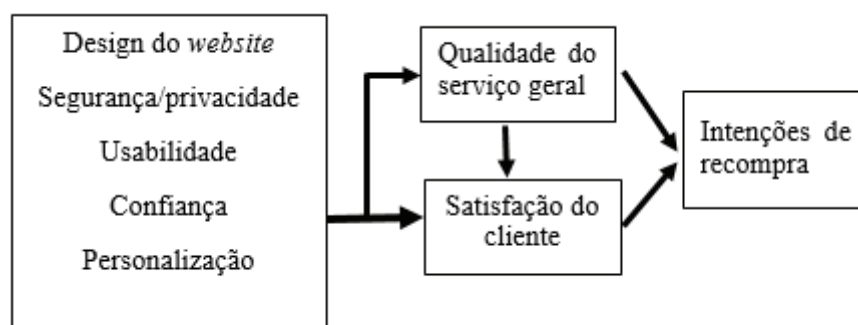 Design do website
Segurança/privacidade
Usabilidade
Confiança
Personalização
Qualidade do
serviço geral
Satisfação do
cliente
Intenções de
recompra